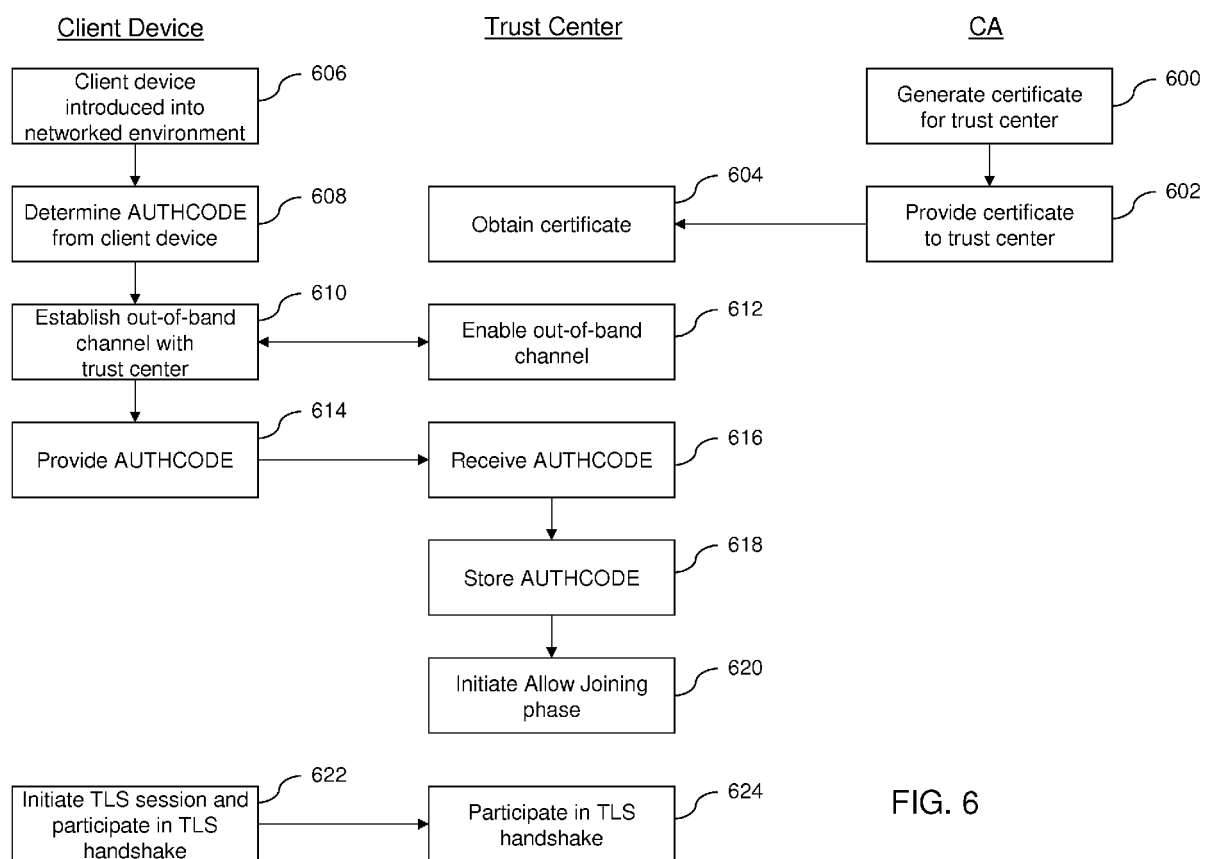 Client Device
Trust Center
CA
Client device
introduced into
networked environment
606
Generate certificate
for trust center
600
Determine AUTHCODE
from client device
608
Obtain certificate
604
Provide certificate
to trust center
602
Establish out-of-band
channel with
trust center
610
Enable out-of-band
channel
612
Provide AUTHCODE
614
Receive AUTHCODE
616
Store AUTHCODE
618
Initiate Allow Joining
phase
620
Initiate TLS session and
participate in TLS
handshake
622
Participate in TLS
handshake
624
FIG. 6